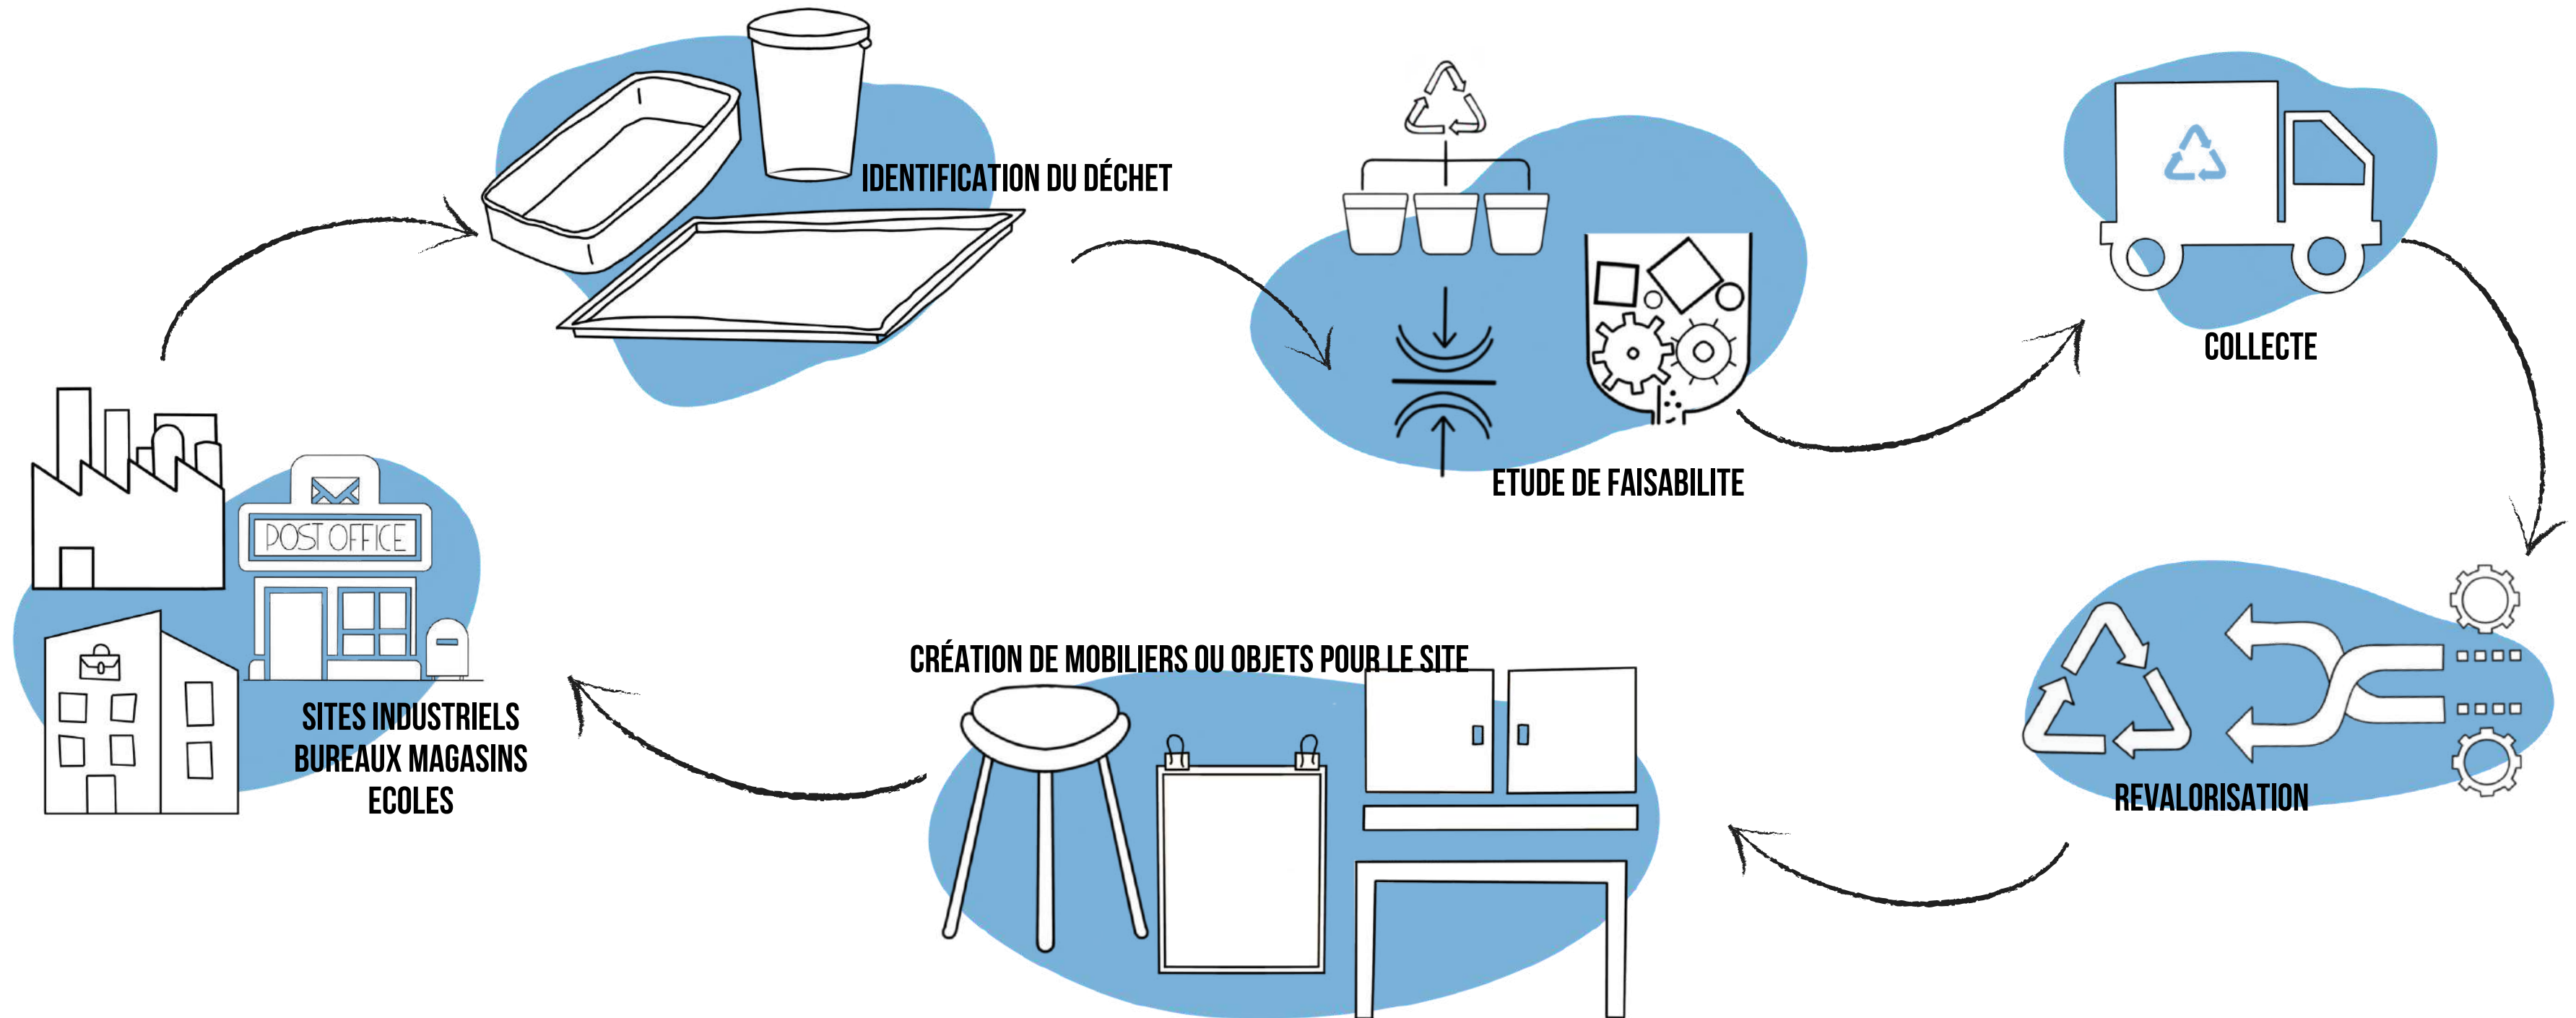 IDENTIFICATION DU DÉCHET
ETUDE DE FAISABILITE
COLLECTE
REVALORISATION
CRÉATION DE MOBILIERS OU OBJETS POUR LE SITE
POST OFFICE
SITES INDUSTRIELS
BUREAUX MAGASINS
ECOLES